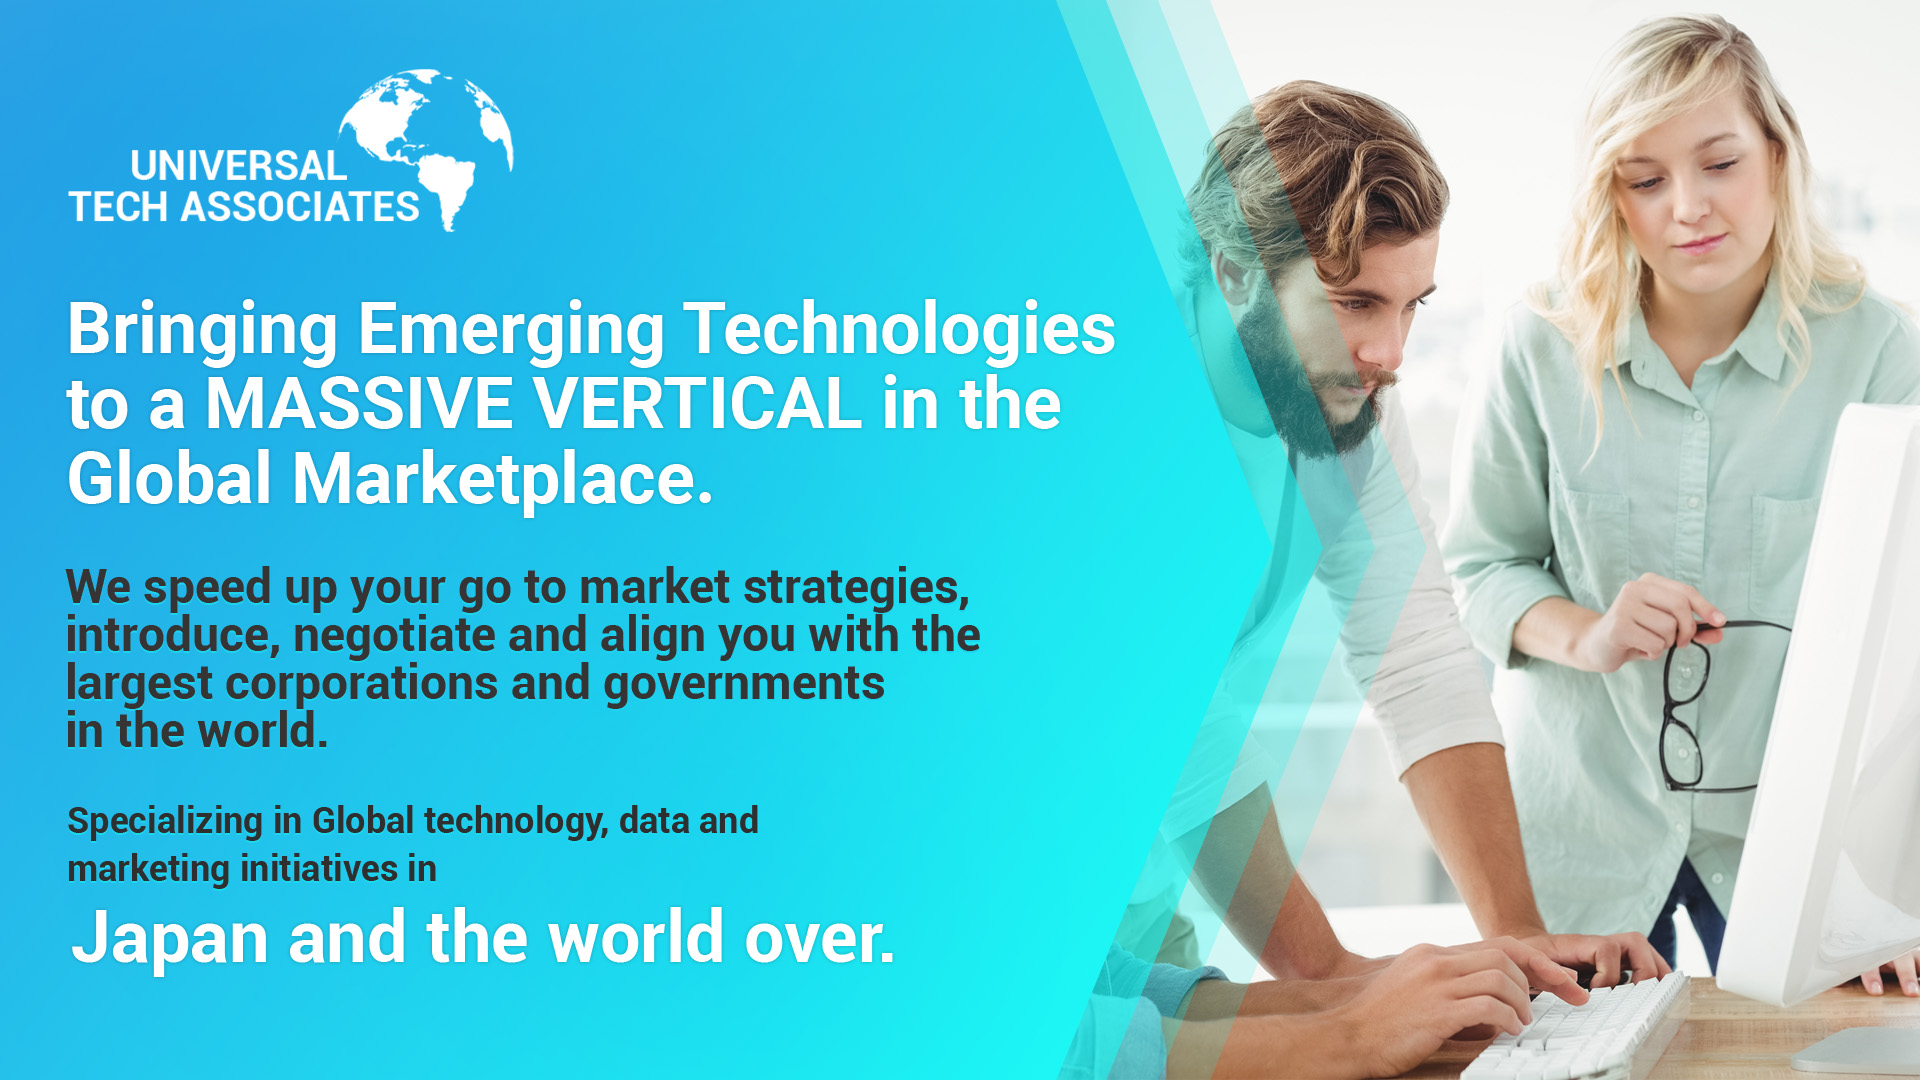 UNIVERSAL
TECH ASSOCIATES
Bringing Emerging Technologies
to a MASSIVE VERTICAL in the
Global Marketplace.
We speed up your go to market strategies,
introduce, negotiate and align you with the
largest corporations and governments
in the world.
Specializing in Global technology, data and
marketing initiatives in
Japan and the world over.